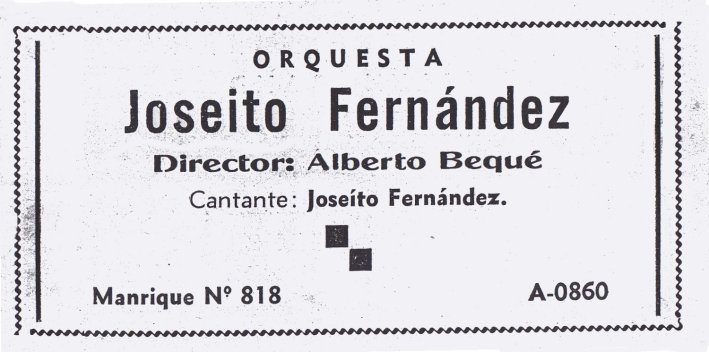 ORQUESTA
Joseito Fernández
Director: Alberto Bequé
Cantante: Joseíto Fernández.
Manrique Nº 818
A-0860